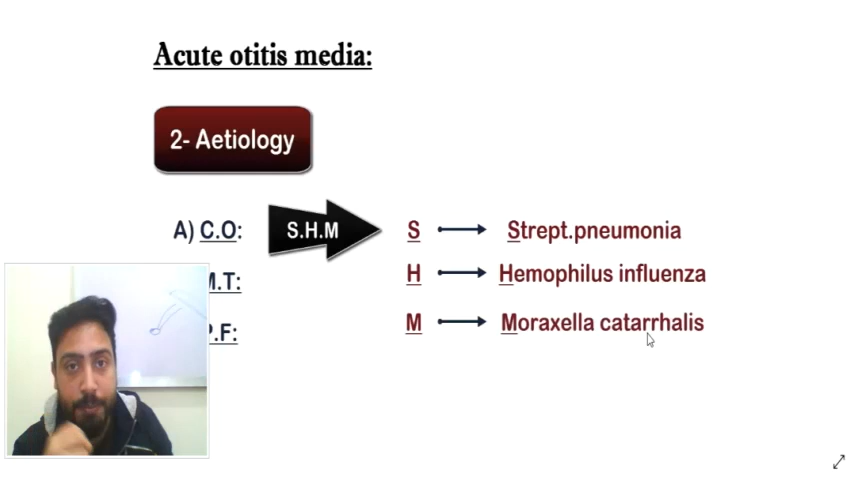 Acute otitis media:
2- Aetiology
A) C.O:
S.H.M
S Strept.pneumonia
H Hemophilus influenza
M Moraxella catarrhalis
M.T:
P.F: